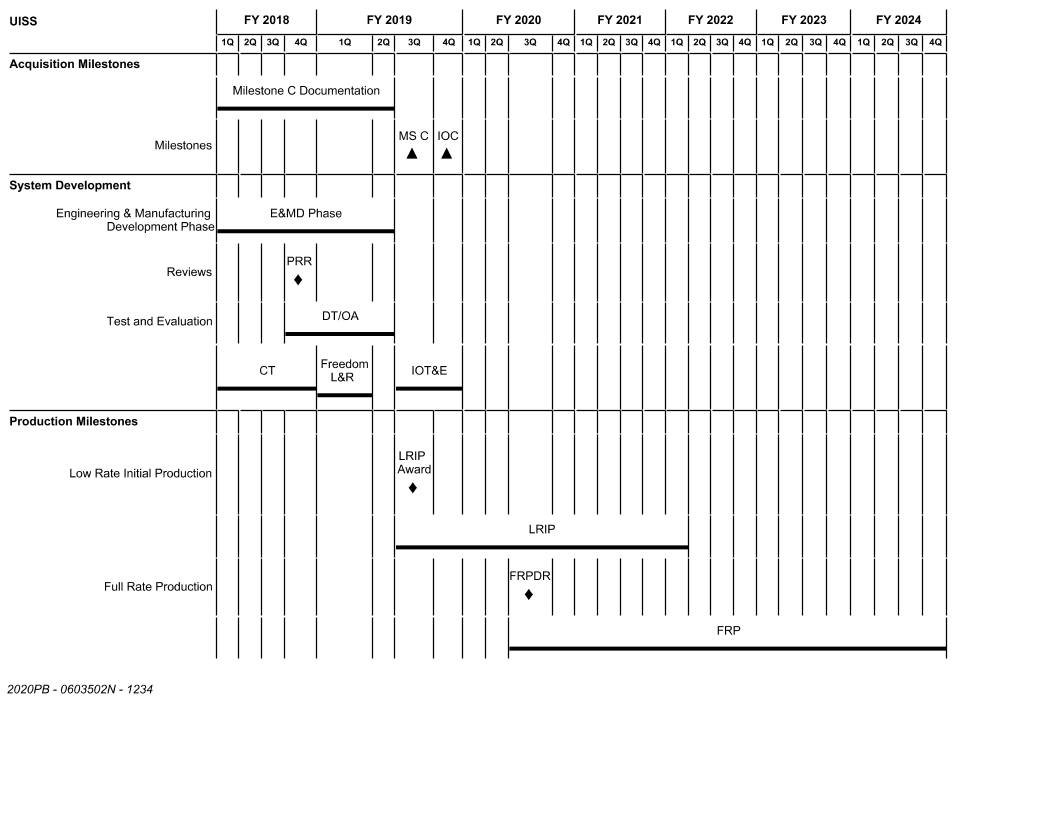 UISS
FY 2018 FY 2019 FY 2020 FY 2021 FY 2022 FY 2023 FY 2024
1Q 2Q 3Q 4Q 1Q 2Q 3Q 4Q 1Q 2Q 3Q 4Q 1Q 2Q 3Q 4Q 1Q 2Q 3Q 4Q 1Q 2Q 3Q 4Q 1Q 2Q 3Q 4Q
Acquisition Milestones
Milestone C Documentation
MS C IOC
Milestones
System Development
Engineering & Manufacturing
Development Phase
E&MD Phase
PRR
Reviews
DT/OA
Test and Evaluation
CT
Freedom
L&R
IOT&E
Production Milestones
LRIP
Award
Low Rate Initial Production
LRIP
FRPDR
Full Rate Production
FRP
2020PB - 0603502N - 1234